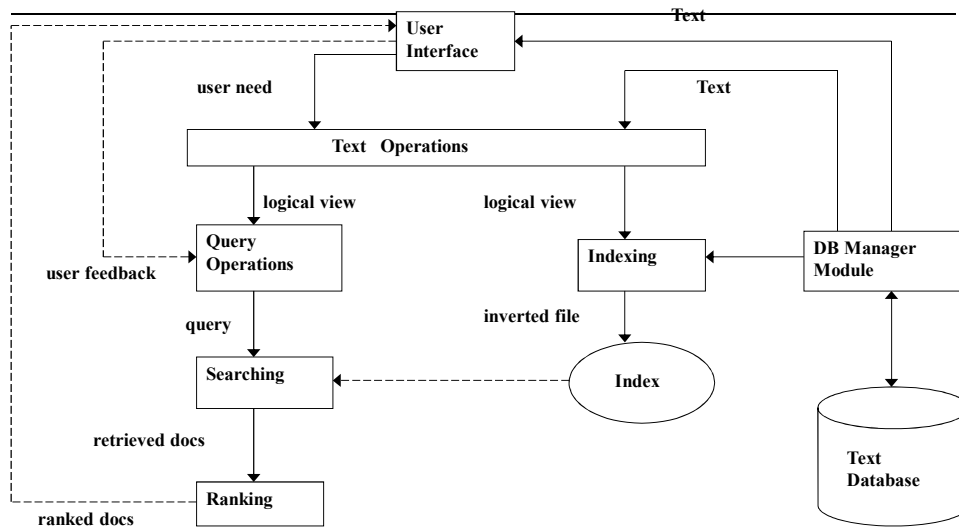 Text
User
Interface
user need
Text
Text Operations
logical view
logical view
Query
Operations
Indexing
DB Manager
Module
user feedback
query
inverted file
Searching
Index
retrieved docs
Text
Database
Ranking
ranked docs